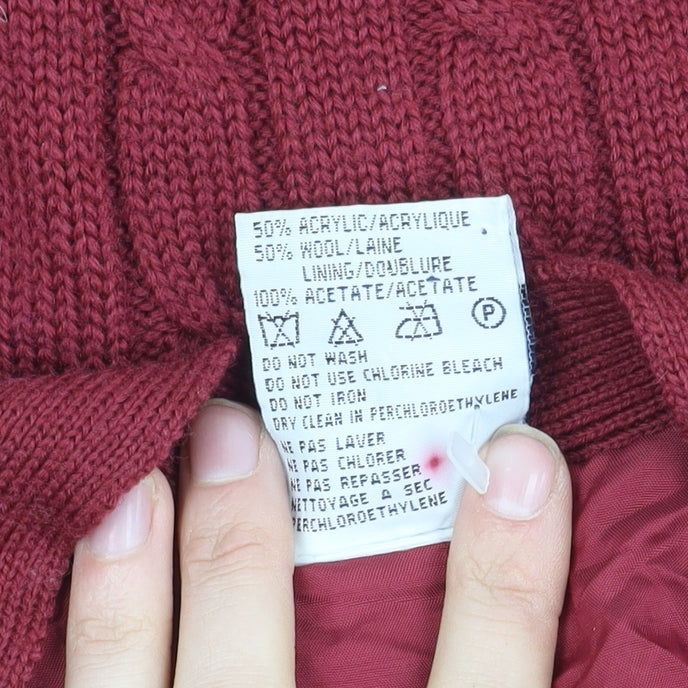 50% ACRYLIC/ACRYLIQUE
50% WOOL/LAINE
LINING/DOUBLURE
100% ACETATE/ACETATE
P
DO NOT WASH
DO NOT USE CHLORINE BLEACH
DO NOT IRON
DRY CLEAN IN PERCHLOROETHYLENE
NE PAS LAVER
NE PAS CHLORER
NE PAS REPASSER
NETTOYAGE A SEC
PERCHLOROETHYLENE